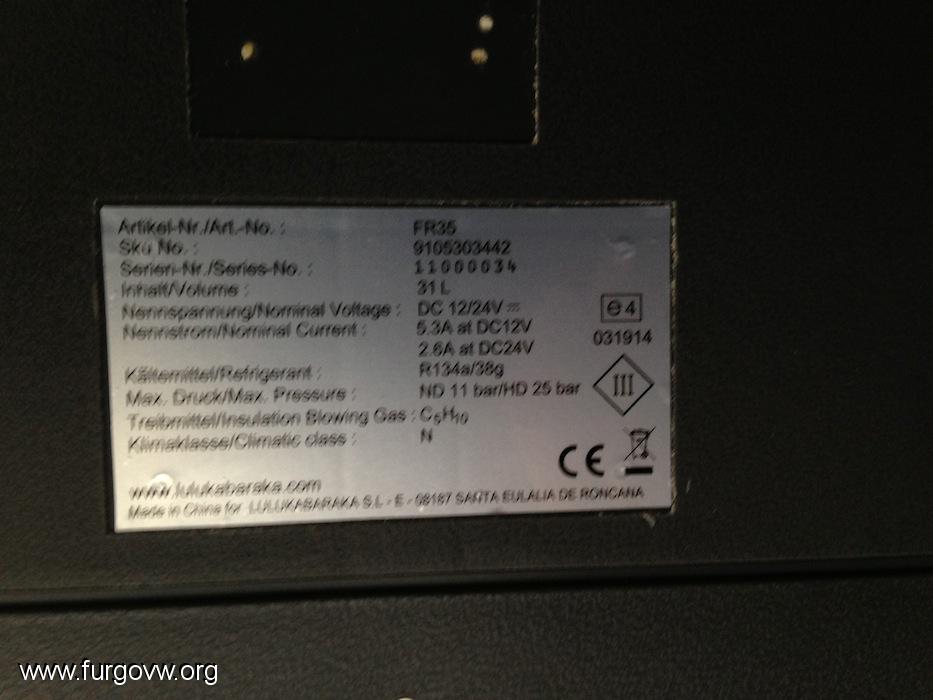 Artikel-Nr./Art.-No. : FR35
Sku No. : 9105303442
Serien-Nr./Series-No. : 11000034
Inhalt/Volume : 31 L
Nennspannung/Nominal Voltage : DC 12/24V ⎓
Nennstrom/Nominal Current : 5.3A at DC12V
2.6A at DC24V
Kältemittel/Refrigerant : R134a/38g
Max. Druck/Max. Pressure : ND 11 bar/HD 25 bar
Treibmittel/Insulation Blowing Gas : C5H10
Klimaklasse/Climatic class : N
e4
031914
III
CE
www.lulukabaraka.com
Made in China for LULUKABARAKA S.L - E - 08187 SANTA EULALIA DE RONCANA
www.furgovw.org